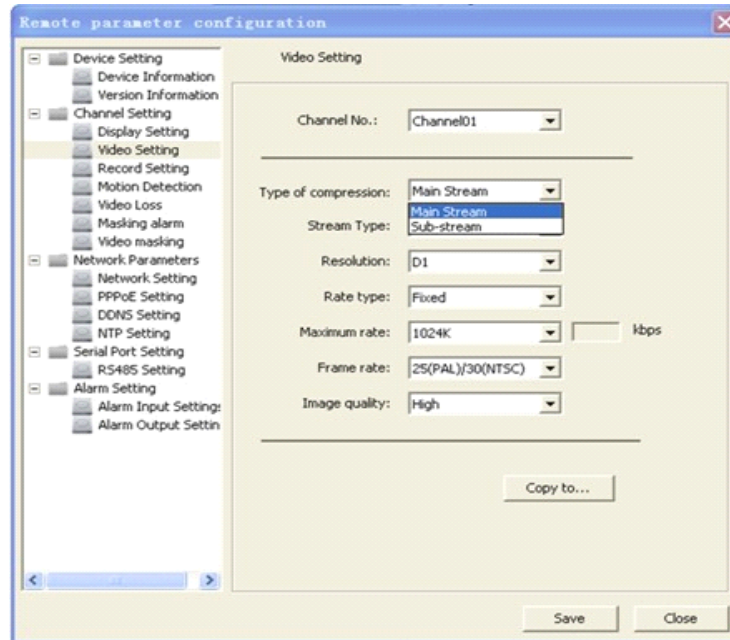 Remote parameter configuration
Device Setting
Device Information
Version Information
Channel Setting
Display Setting
Video Setting
Record Setting
Motion Detection
Video Loss
Masking alarm
Video masking
Network Parameters
Network Setting
PPPoE Setting
DDNS Setting
NTP Setting
Serial Port Setting
RS485 Setting
Alarm Setting
Alarm Input Settings
Alarm Output Settin
Video Setting
Channel No.: Channel01
Type of compression: Main Stream
Main Stream
Sub-stream
Stream Type:
Resolution: D1
Rate type: Fixed
Maximum rate: 1024K kbps
Frame rate: 25(PAL)/30(NTSC)
Image quality: High
Copy to...
Save Close